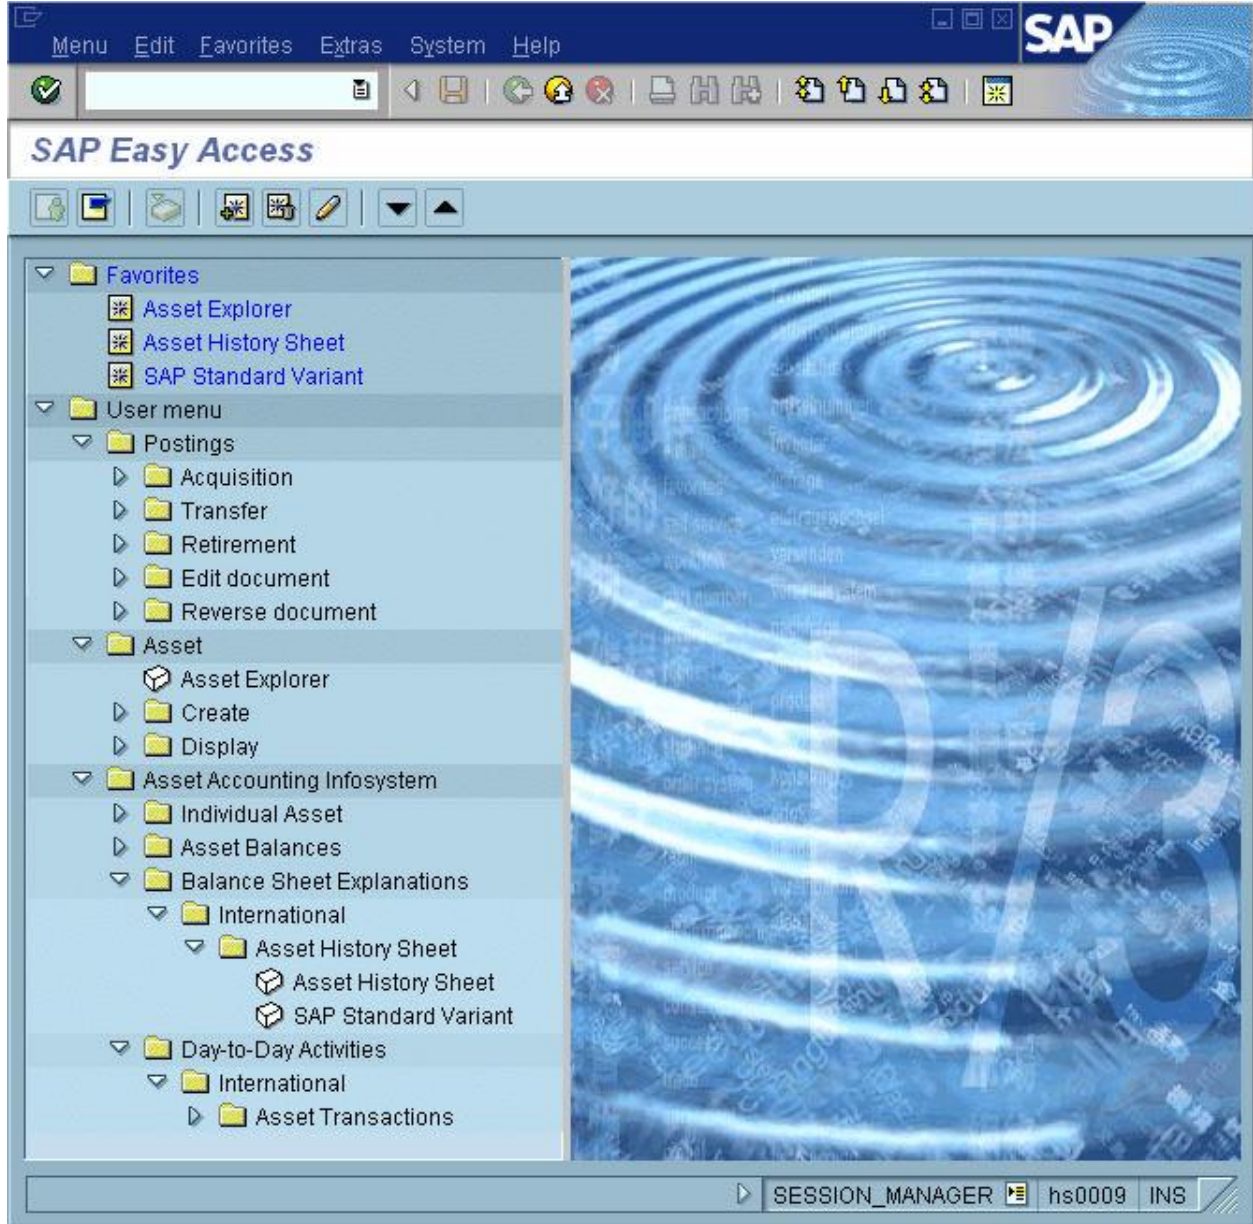 Menu Edit Favorites Extras System Help
SAP
SAP Easy Access
Favorites
Asset Explorer
Asset History Sheet
SAP Standard Variant
User menu
Postings
Acquisition
Transfer
Retirement
Edit document
Reverse document
Asset
Asset Explorer
Create
Display
Asset Accounting Infosystem
Individual Asset
Asset Balances
Balance Sheet Explanations
International
Asset History Sheet
Asset History Sheet
SAP Standard Variant
Day-to-Day Activities
International
Asset Transactions
R/3
versenden
SESSION_MANAGER hs0009 INS